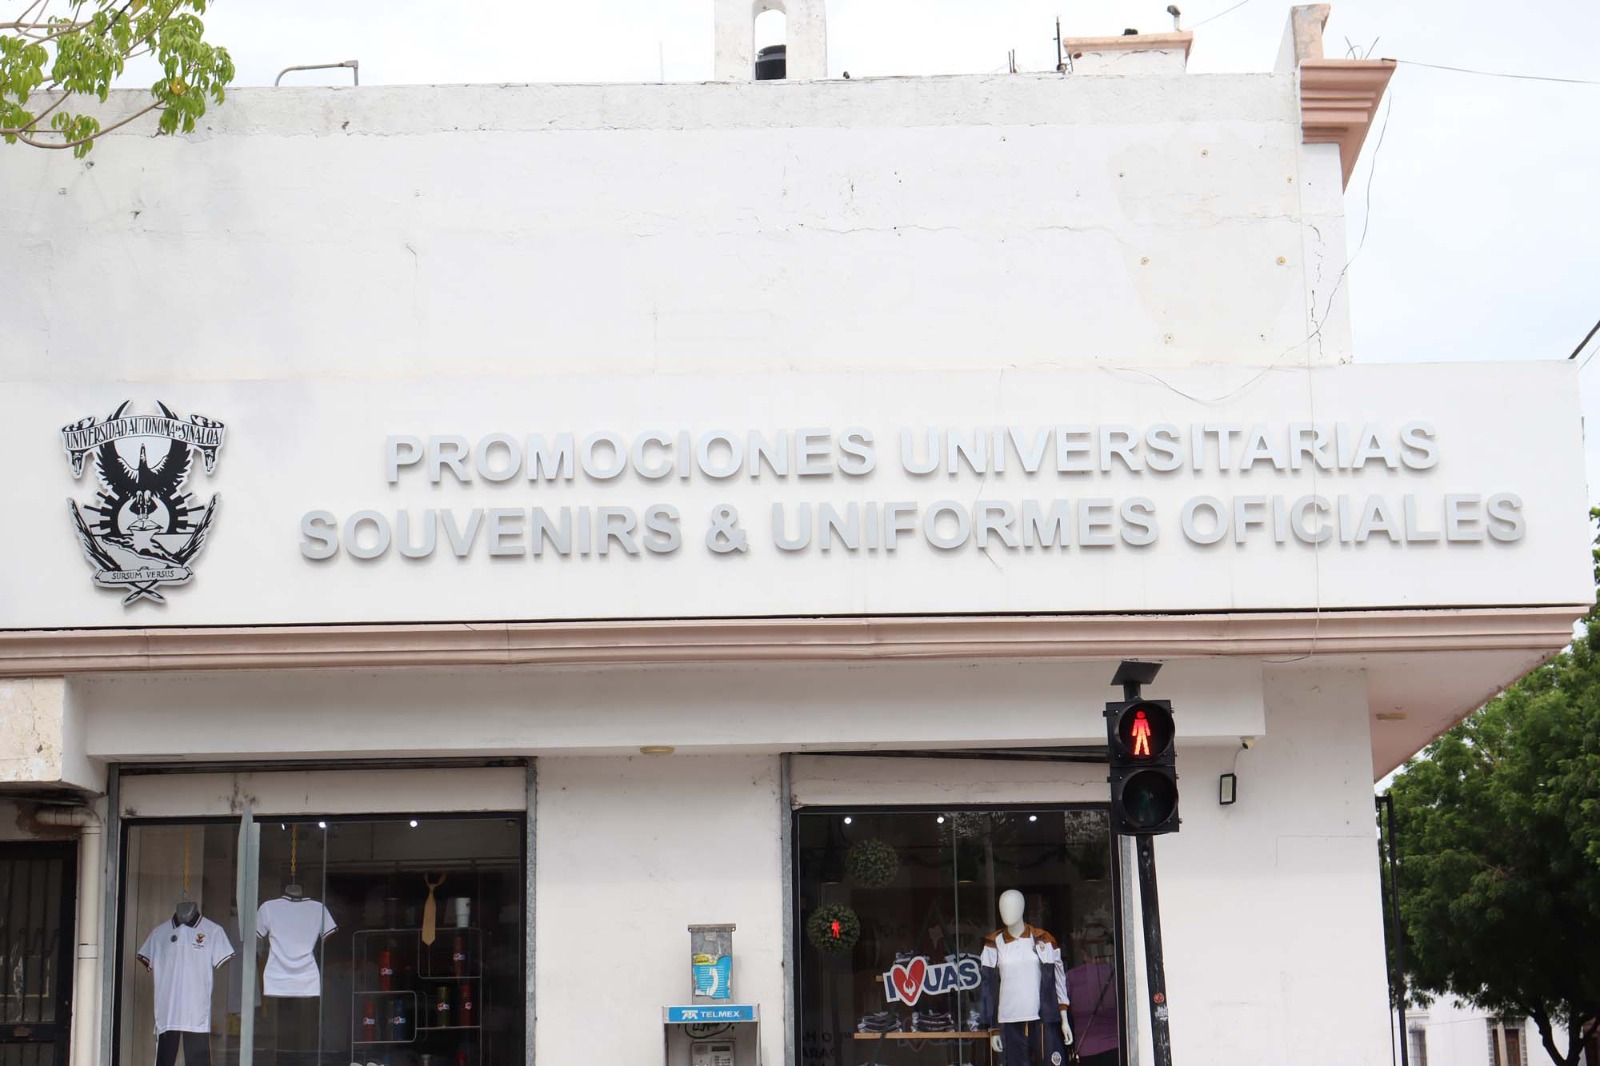 UNIVERSIDAD AUTONOMA DE SINALOA
SURSUM VERSUS
PROMOCIONES UNIVERSITARIAS
SOUVENIRS & UNIFORMES OFICIALES
I UAS
TELMEX